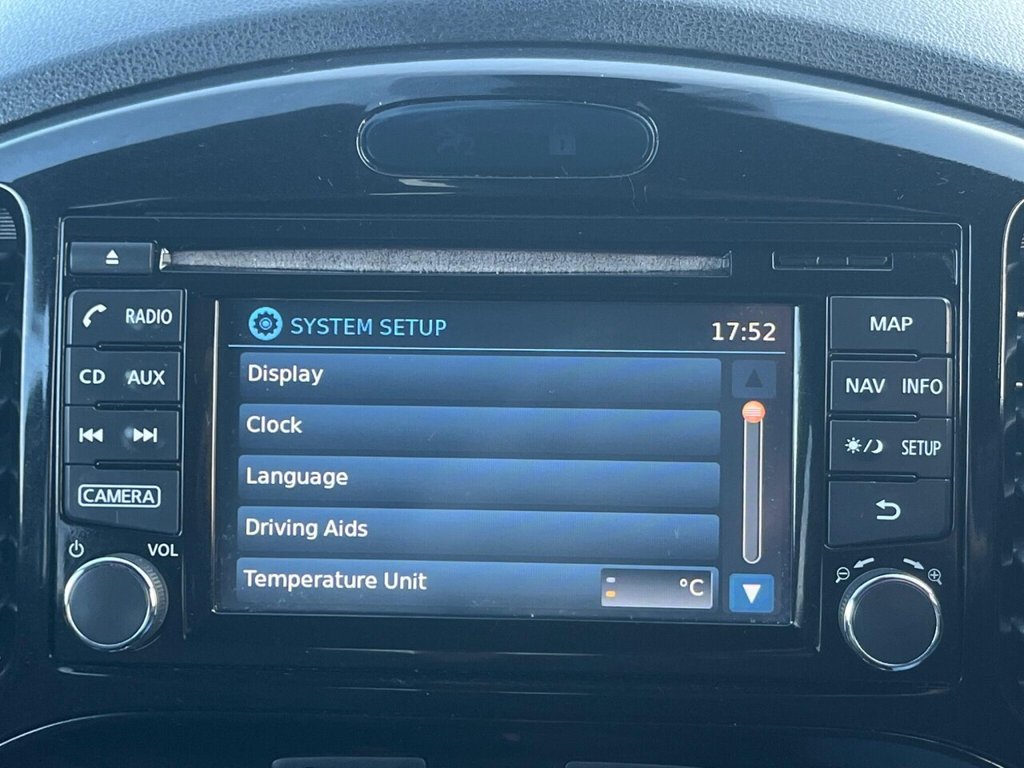 RADIO
CD AUX
CAMERA
VOL
SYSTEM SETUP
17:52
Display
Clock
Language
Driving Aids
Temperature Unit
°C
MAP
NAV INFO
SETUP